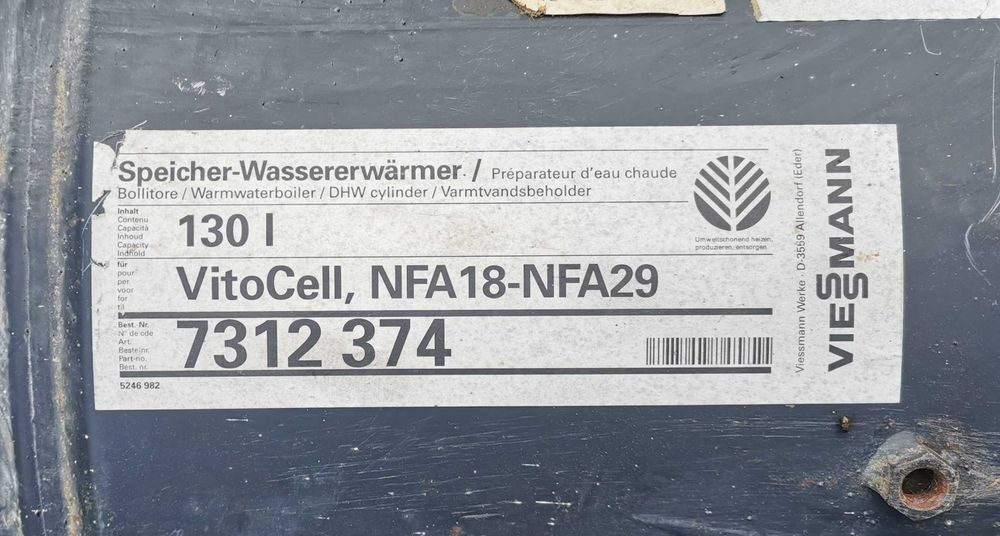 Speicher-Wassererwärmer / Préparateur d'eau chaude
Bollitore / Warmwaterboiler / DHW cylinder / Varmtvandsbeholder
Inhalt
Contenu
Capacità
Inhoud
Capacity
Indhold
130 l
Umweltschonend heizen,
produzieren, entsorgen
für
pour
per
voor
for
til
VitoCell, NFA18-NFA29
Best. Nr.
N° de cde
Art.
Bestelnr.
Part-no.
Best. nr.
7312 374
5246 982
Viessmann Werke · D-3559 Allendorf (Eder)
VIESSMANN